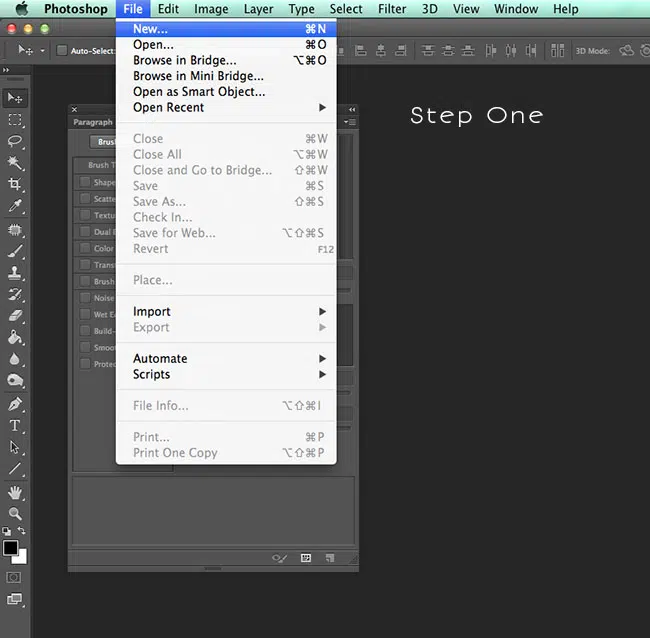 Photoshop File Edit Image Layer Type Select Filter 3D View Window Help
Auto-Select: 3D Mode:
New... ⌘N
Open... ⌘O
Browse in Bridge... ⌥⌘O
Browse in Mini Bridge...
Open as Smart Object...
Open Recent
Step One
Paragraph
Close ⌘W
Close All ⌥⌘W
Close and Go to Bridge... ⇧⌘W
Save ⌘S
Save As... ⇧⌘S
Check In...
Save for Web... ⌥⇧⌘S
Revert F12
Place...
Import
Export
Automate
Scripts
File Info... ⌥⇧⌘I
Print... ⌘P
Print One Copy ⌥⇧⌘P
Brush
Brush T
Shape
Scatte
Textu
Dual
Color
Trans
Brush
Noise
Wet E
Build-
Smoo
Prote